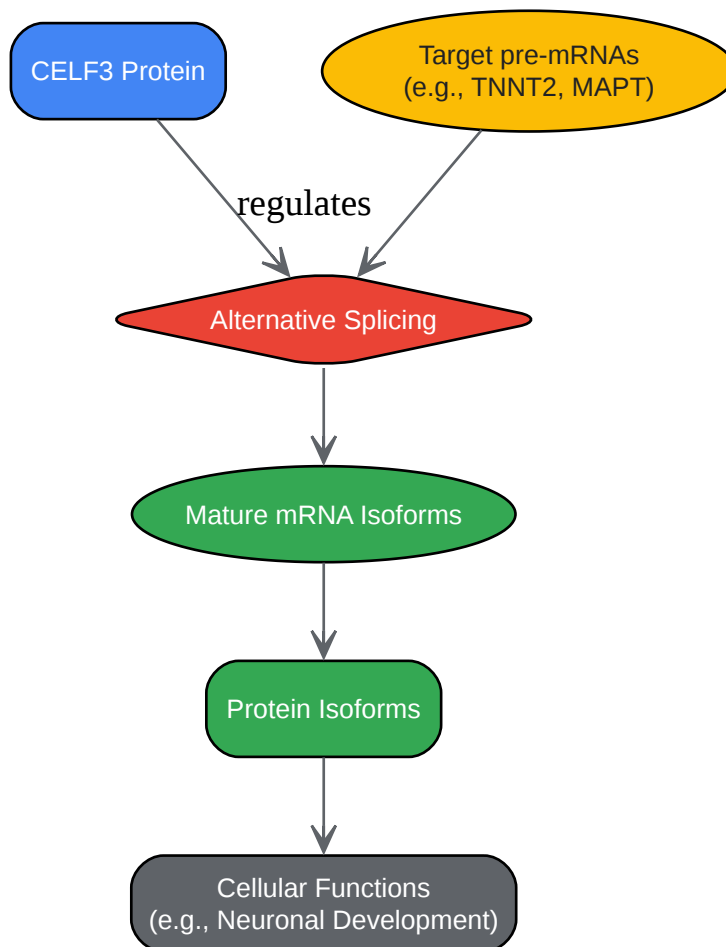 CELF3 Protein
Target pre-mRNAs
(e.g., TNNT2, MAPT)
regulates
Alternative Splicing
Mature mRNA Isoforms
Protein Isoforms
Cellular Functions
(e.g., Neuronal Development)